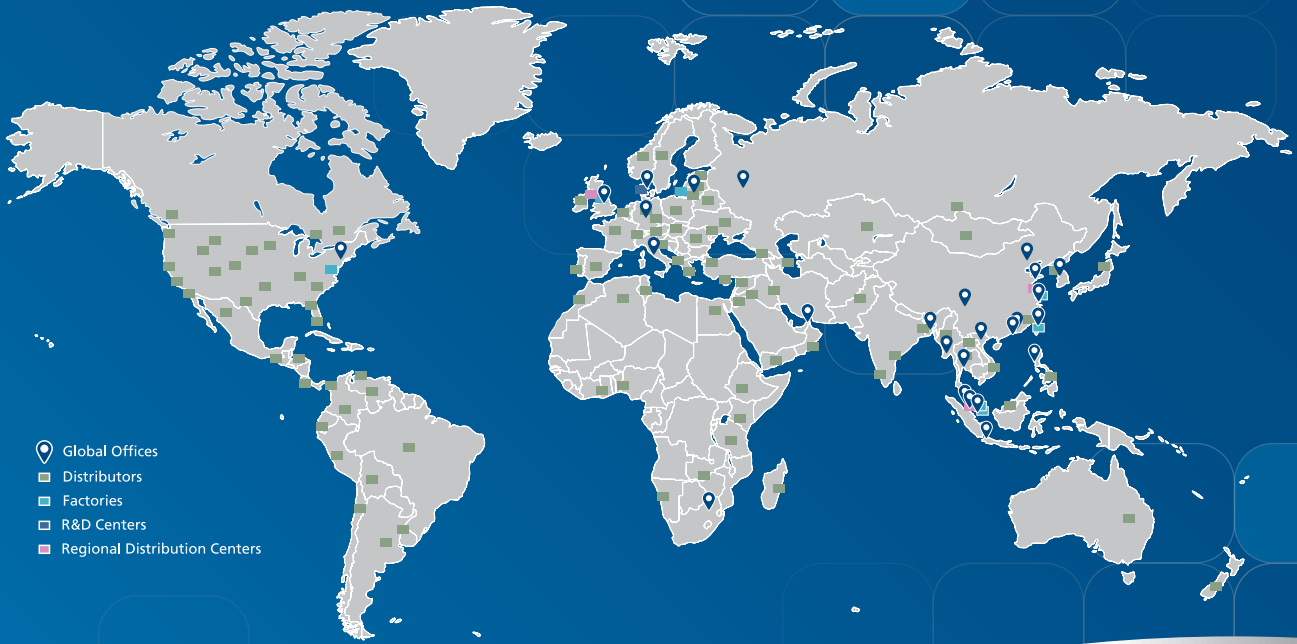 Global Offices
Distributors
Factories
R&D Centers
Regional Distribution Centers